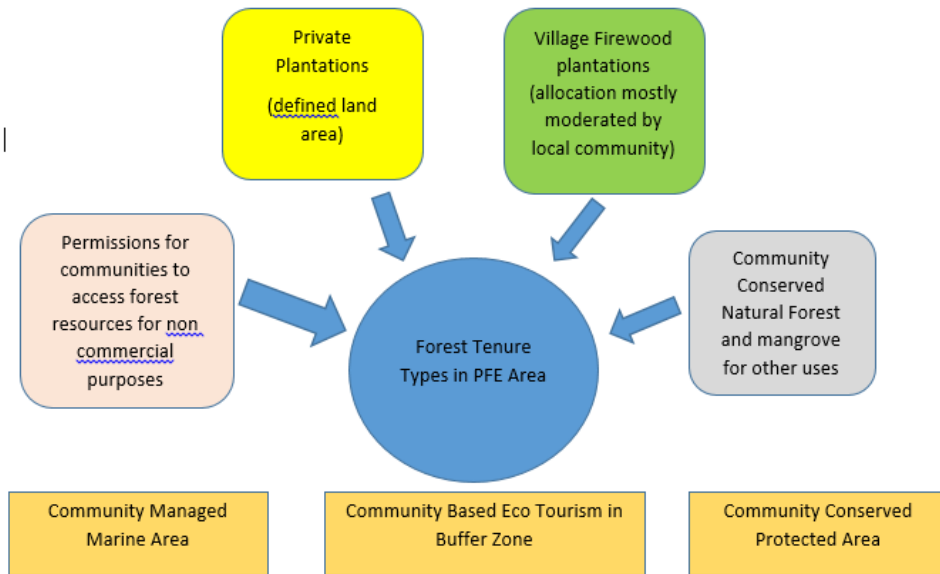 Private
Plantations
(defined land
area)
Village Firewood
plantations
(allocation mostly
moderated by
local community)
Permissions for
communities to
access forest
resources for non
commercial
purposes
Community
Conserved
Natural Forest
and mangrove
for other uses
Forest Tenure
Types in PFE Area
Community Managed
Marine Area
Community Based Eco Tourism in
Buffer Zone
Community Conserved
Protected Area